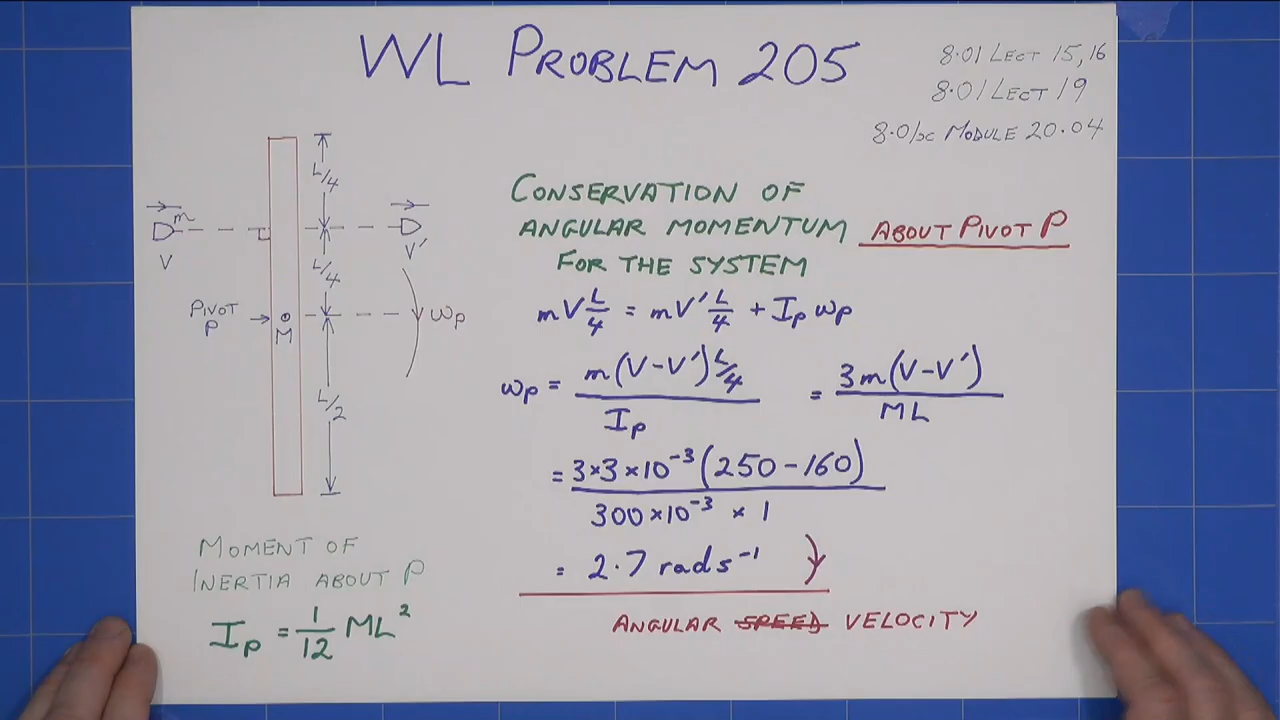 WL PROBLEM 205
8.01 LECT 15,16
8.01 LECT 19
8.01x MODULE 20.04
L/4
m
V
V'
L/4
PIVOT
P
M
ωp
L/2
MOMENT OF
INERTIA ABOUT P
Ip = 1/12 ML²
CONSERVATION OF
ANGULAR MOMENTUM ABOUT PIVOT P
FOR THE SYSTEM
mV L/4 = mV' L/4 + Ip ωp
ωp = m(V-V') L/4 / Ip = 3m(V-V') / ML
= 3×3×10⁻³ (250-160) / 300×10⁻³ × 1
= 2.7 rad s⁻¹
ANGULAR SPEED VELOCITY